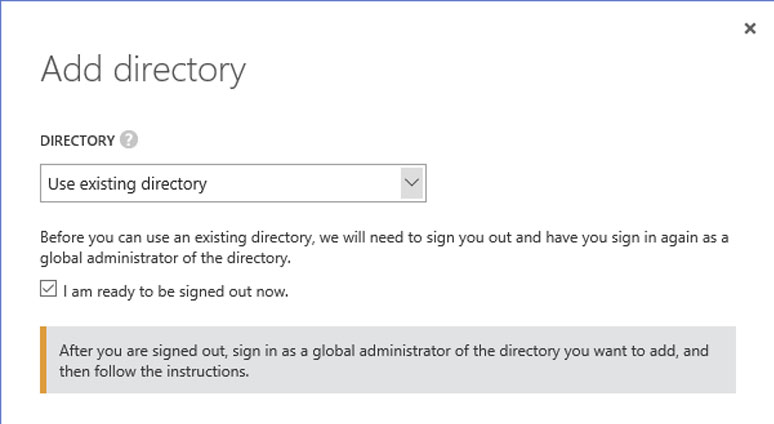 Add directory
DIRECTORY ?
Use existing directory
Before you can use an existing directory, we will need to sign you out and have you sign in again as a
global administrator of the directory.
I am ready to be signed out now.
After you are signed out, sign in as a global administrator of the directory you want to add, and
then follow the instructions.